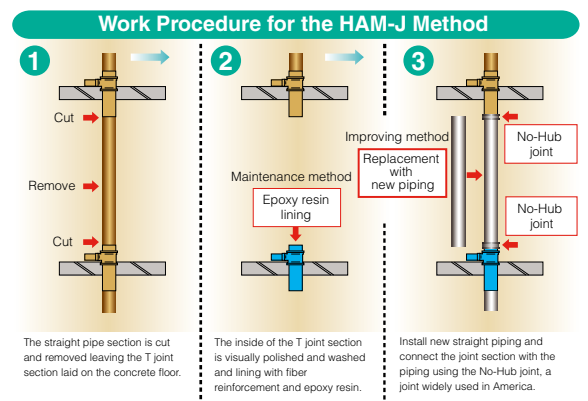 Work Procedure for the HAM-J Method
1
Cut
Remove
Cut
The straight pipe section is cut
and removed leaving the T joint
section laid on the concrete floor.
2
Maintenance method
Epoxy resin
lining
The inside of the T joint section
is visually polished and washed
and lining with fiber
reinforcement and epoxy resin.
3
Improving method
Replacement
with
new piping
No-Hub
joint
No-Hub
joint
Install new straight piping and
connect the joint section with the
piping using the No-Hub joint, a
joint widely used in America.